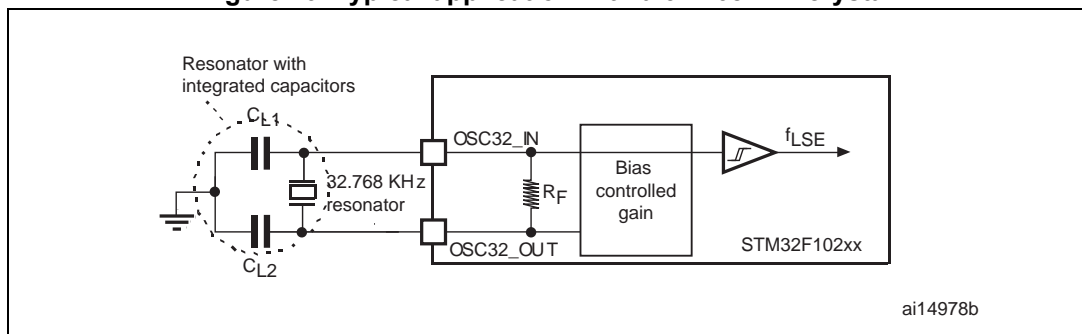 Resonator with
integrated capacitors
CL1
OSC32_IN
fLSE
Bias
controlled
gain
32.768 KHz
resonator
RF
OSC32_OUT
STM32F102xx
CL2
ai14978b